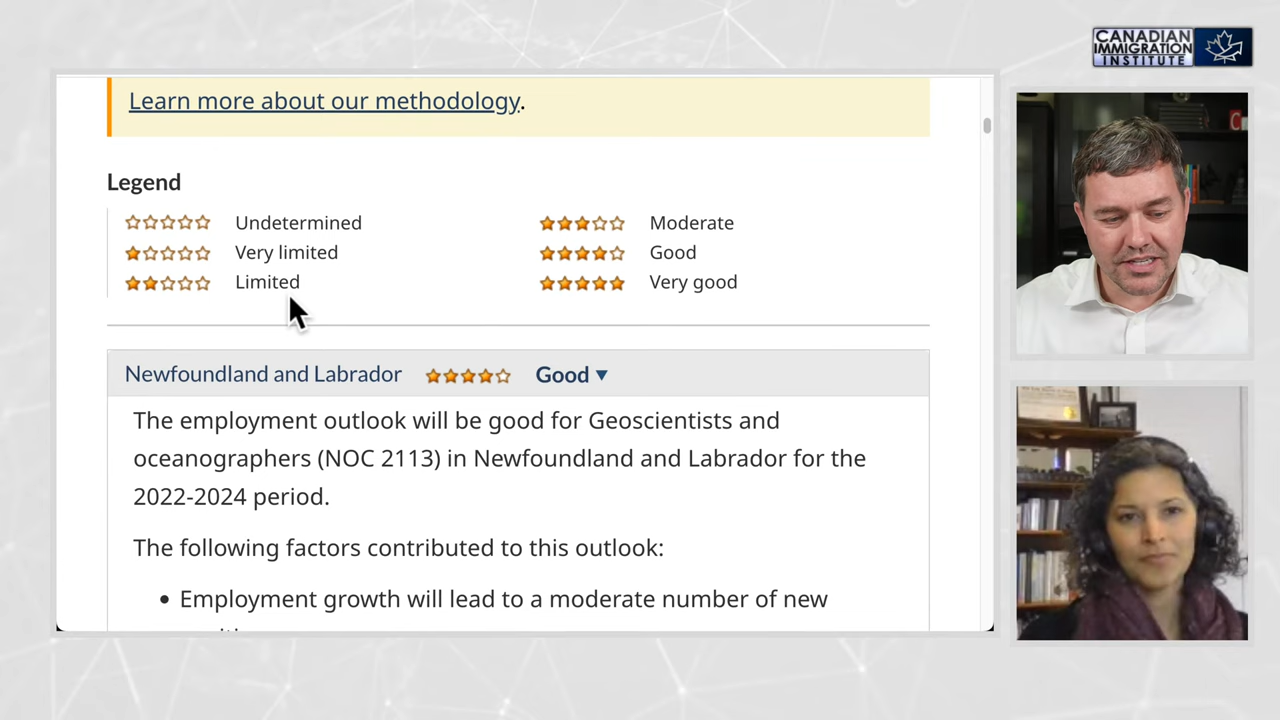 CANADIAN
IMMIGRATION
INSTITUTE
Learn more about our methodology.
Legend
Undetermined
Very limited
Limited
Moderate
Good
Very good
Newfoundland and Labrador Good
The employment outlook will be good for Geoscientists and
oceanographers (NOC 2113) in Newfoundland and Labrador for the
2022-2024 period.
The following factors contributed to this outlook:
• Employment growth will lead to a moderate number of new